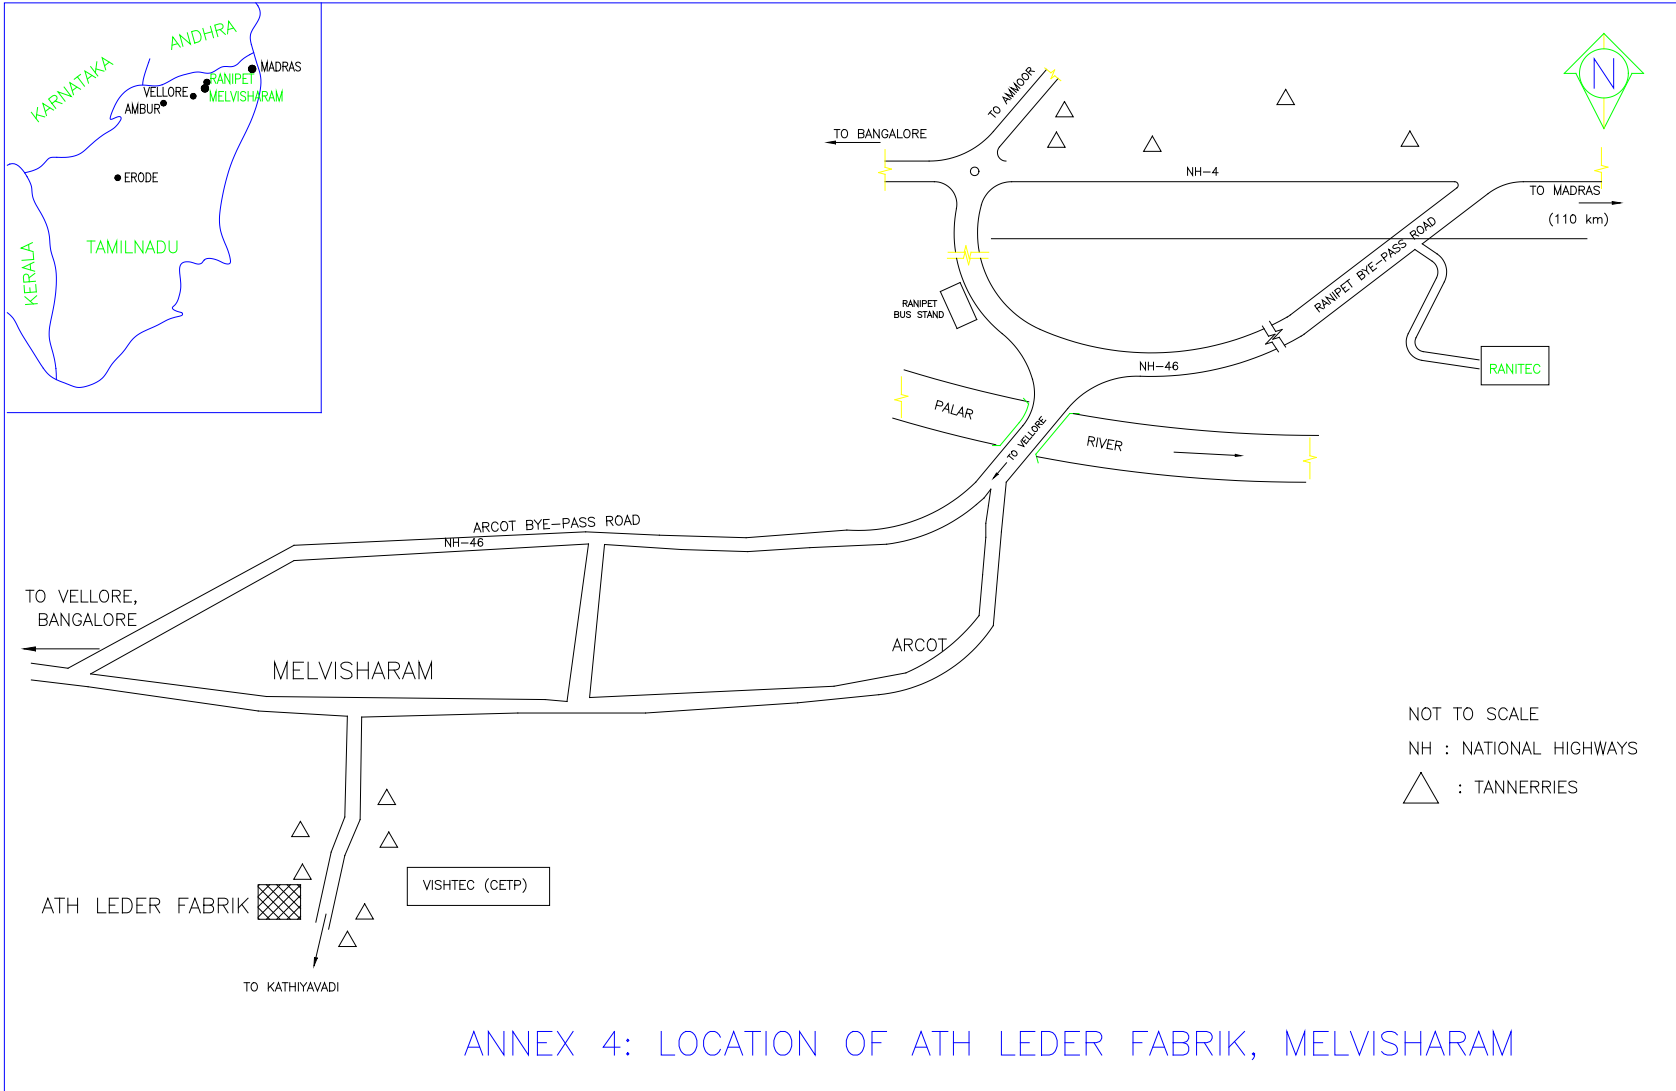 ANDHRA
KARNATAKA
MADRAS
RANIPET
VELLORE
MELVISHARAM
AMBUR
ERODE
TAMILNADU
KERALA
N
TO AMMOOR
TO BANGALORE
NH-4
TO MADRAS
(110 km)
RANIPET BYE-PASS ROAD
RANIPET
BUS STAND
NH-46
RANITEC
PALAR
TO VELLORE
RIVER
ARCOT BYE-PASS ROAD
NH-46
TO VELLORE,
BANGALORE
ARCOT
MELVISHARAM
NOT TO SCALE
NH : NATIONAL HIGHWAYS
: TANNERRIES
VISHTEC (CETP)
ATH LEDER FABRIK
TO KATHIYAVADI
ANNEX 4: LOCATION OF ATH LEDER FABRIK, MELVISHARAM